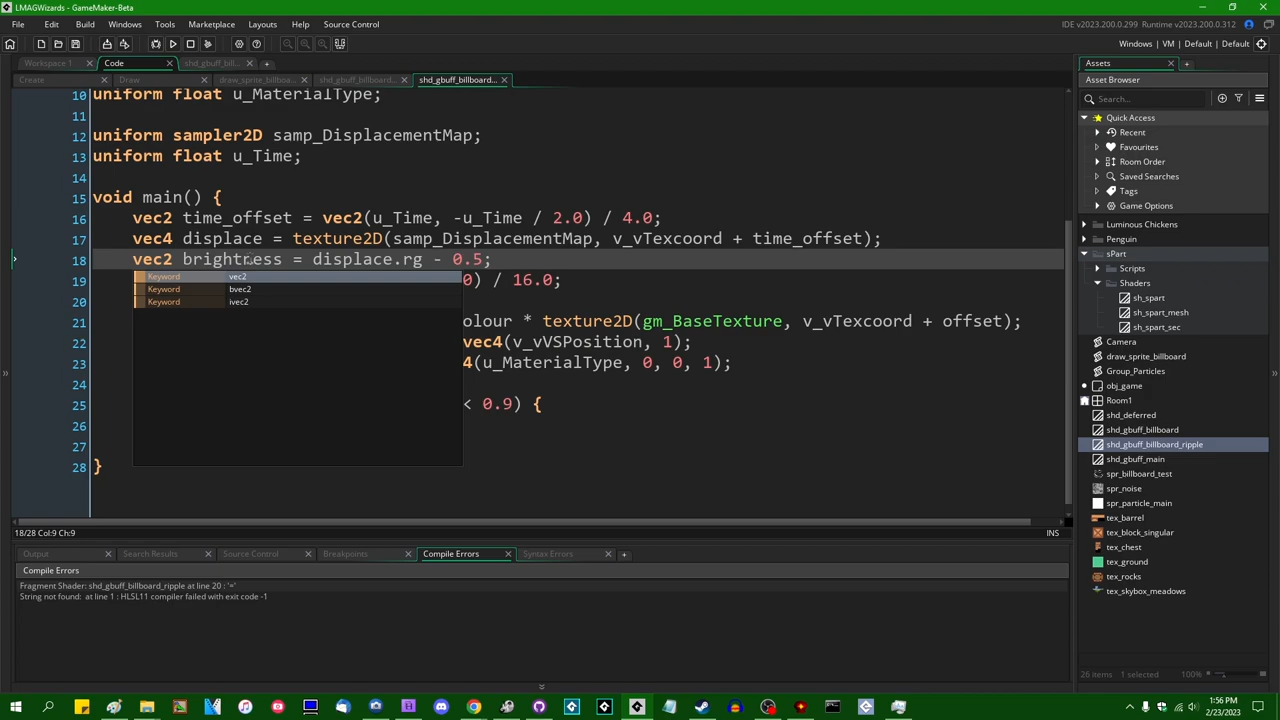 LMAGWizards - GameMaker-Beta
File Edit Build Windows Tools Marketplace Layouts Help Source Control
IDE v2023.200.0.299 Runtime v2023.200.0.312
Windows | VM | Default | Default
Workspace 1 Code shd_gbuff_bill...
Create Draw draw_sprite_billboa... shd_gbuff_billboard... shd_gbuff_billboard...
10 uniform float u_MaterialType;
11
12 uniform sampler2D samp_DisplacementMap;
13 uniform float u_Time;
14
15 void main() {
16 vec2 time_offset = vec2(u_Time, -u_Time / 2.0) / 4.0;
17 vec4 displace = texture2D(samp_DisplacementMap, v_vTexcoord + time_offset);
18 vec2 brightness = displace.rg - 0.5;
Keyword vec2
Keyword bvec2
Keyword ivec2
19 0) / 16.0;
20
21 colour * texture2D(gm_BaseTexture, v_vTexcoord + offset);
22 vec4(v_vVSPosition, 1);
23 4(u_MaterialType, 0, 0, 1);
24
25 < 0.9) {
26
27
28 }
18/28 Col:9 Ch:9 INS
Output Search Results Source Control Breakpoints Compile Errors Syntax Errors
Compile Errors
Fragment Shader: shd_gbuff_billboard_ripple at line 20 : '='
String not found: at line 1 : HLSL11 compiler failed with exit code -1
Assets
Asset Browser
Search...
Quick Access
Recent
Favourites
Room Order
Saved Searches
Tags
Game Options
Luminous Chickens
Penguin
sPart
Scripts
Shaders
sh_spart
sh_spart_mesh
sh_spart_sec
Camera
draw_sprite_billboard
Group_Particles
obj_game
Room1
shd_deferred
shd_gbuff_billboard
shd_gbuff_billboard_ripple
shd_gbuff_main
spr_billboard_test
spr_noise
spr_particle_main
tex_barrel
tex_block_singular
tex_chest
tex_ground
tex_rocks
tex_skybox_meadows
26 items 1 selected 100%
1:56 PM
2/23/2023